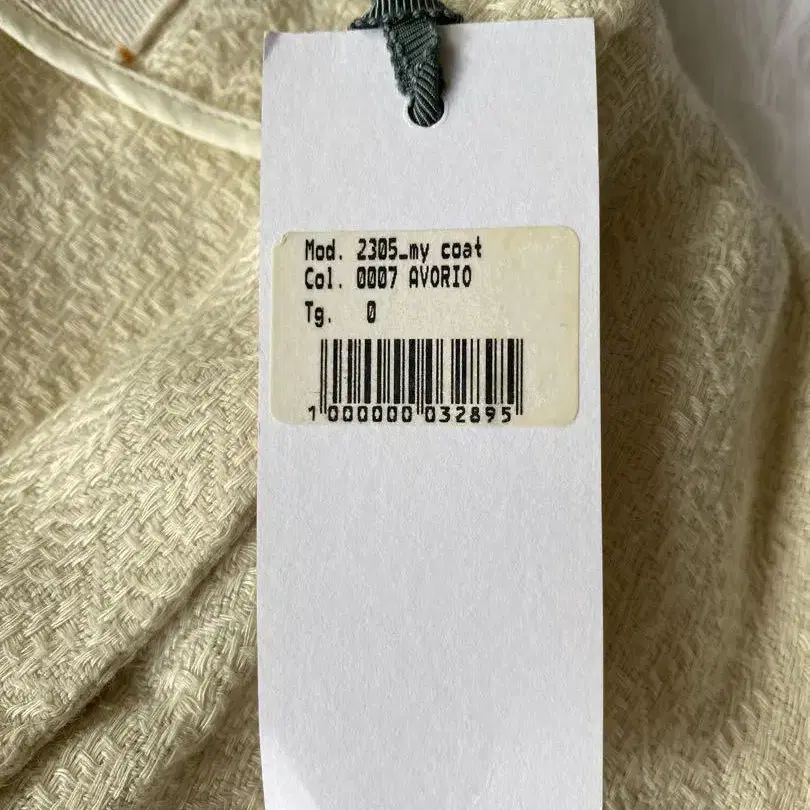 Mod. 2305_my coat
Col. 0007 AVORIO
Tg. 0
1 000000 032895